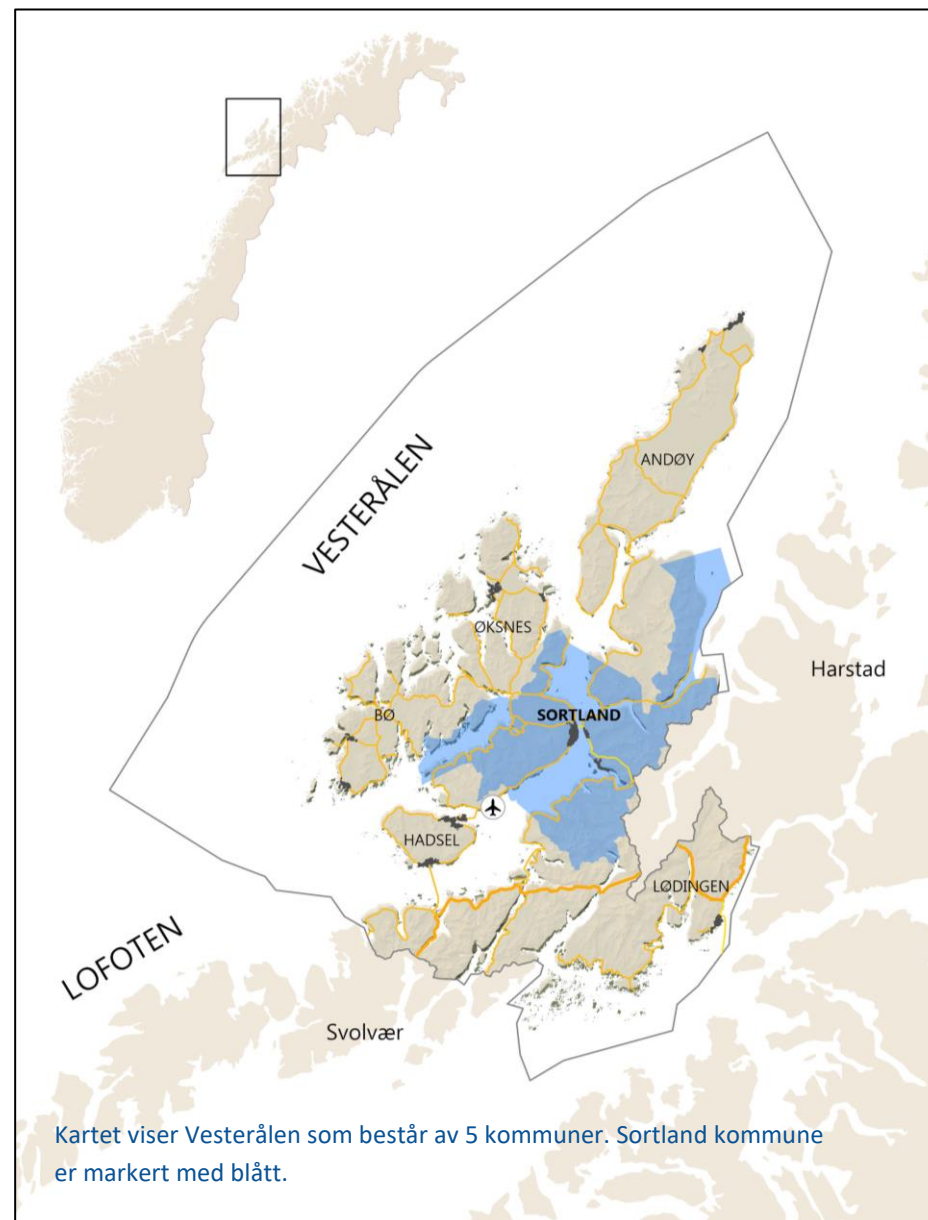 VESTERÅLEN
ANDØY
ØKSNES
Harstad
BØ
SORTLAND
HADSEL
LØDINGEN
LOFOTEN
Svolvær
Kartet viser Vesterålen som består av 5 kommuner. Sortland kommune
er markert med blått.